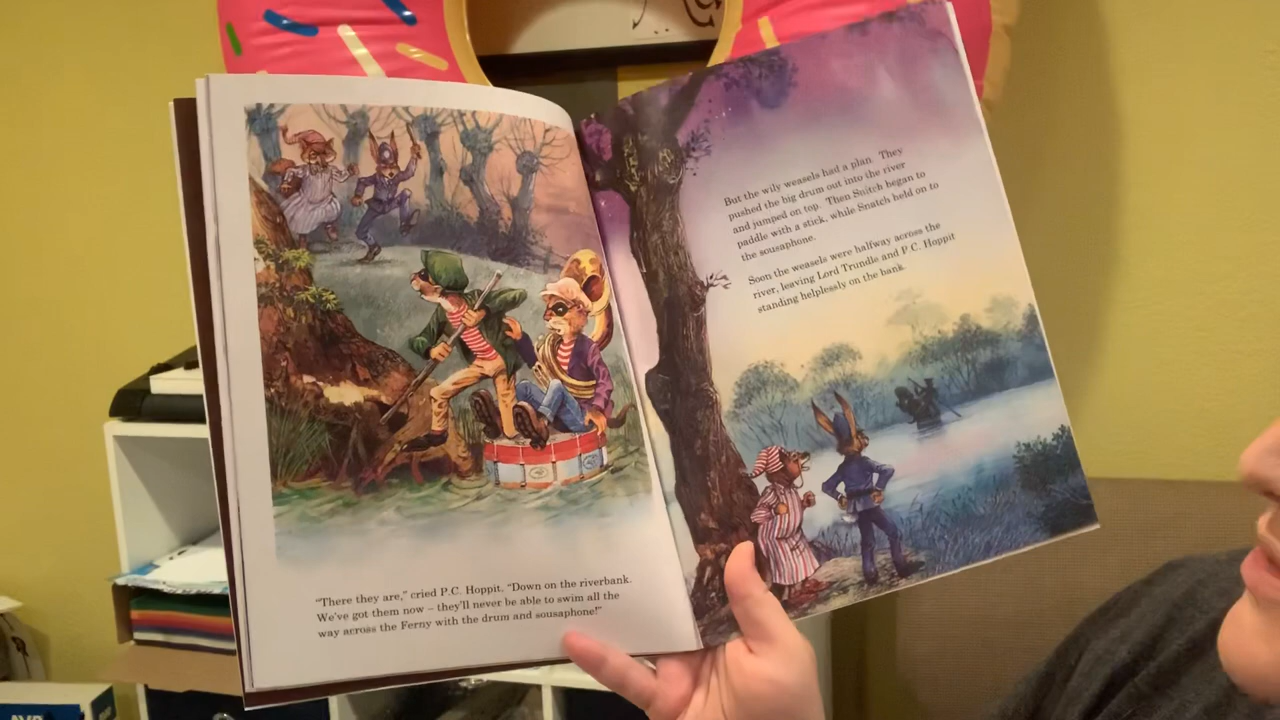 "There they are," cried P.C. Hoppit. "Down on the riverbank.
We've got them now – they'll never be able to swim all the
way across the Ferny with the drum and sousaphone!"
But the wily weasels had a plan. They
pushed the big drum out into the river
and jumped on top. Then Snitch began to
paddle with a stick, while Snatch held on to
the sousaphone.
Soon the weasels were halfway across the
river, leaving Lord Trundle and P.C. Hoppit
standing helplessly on the bank.